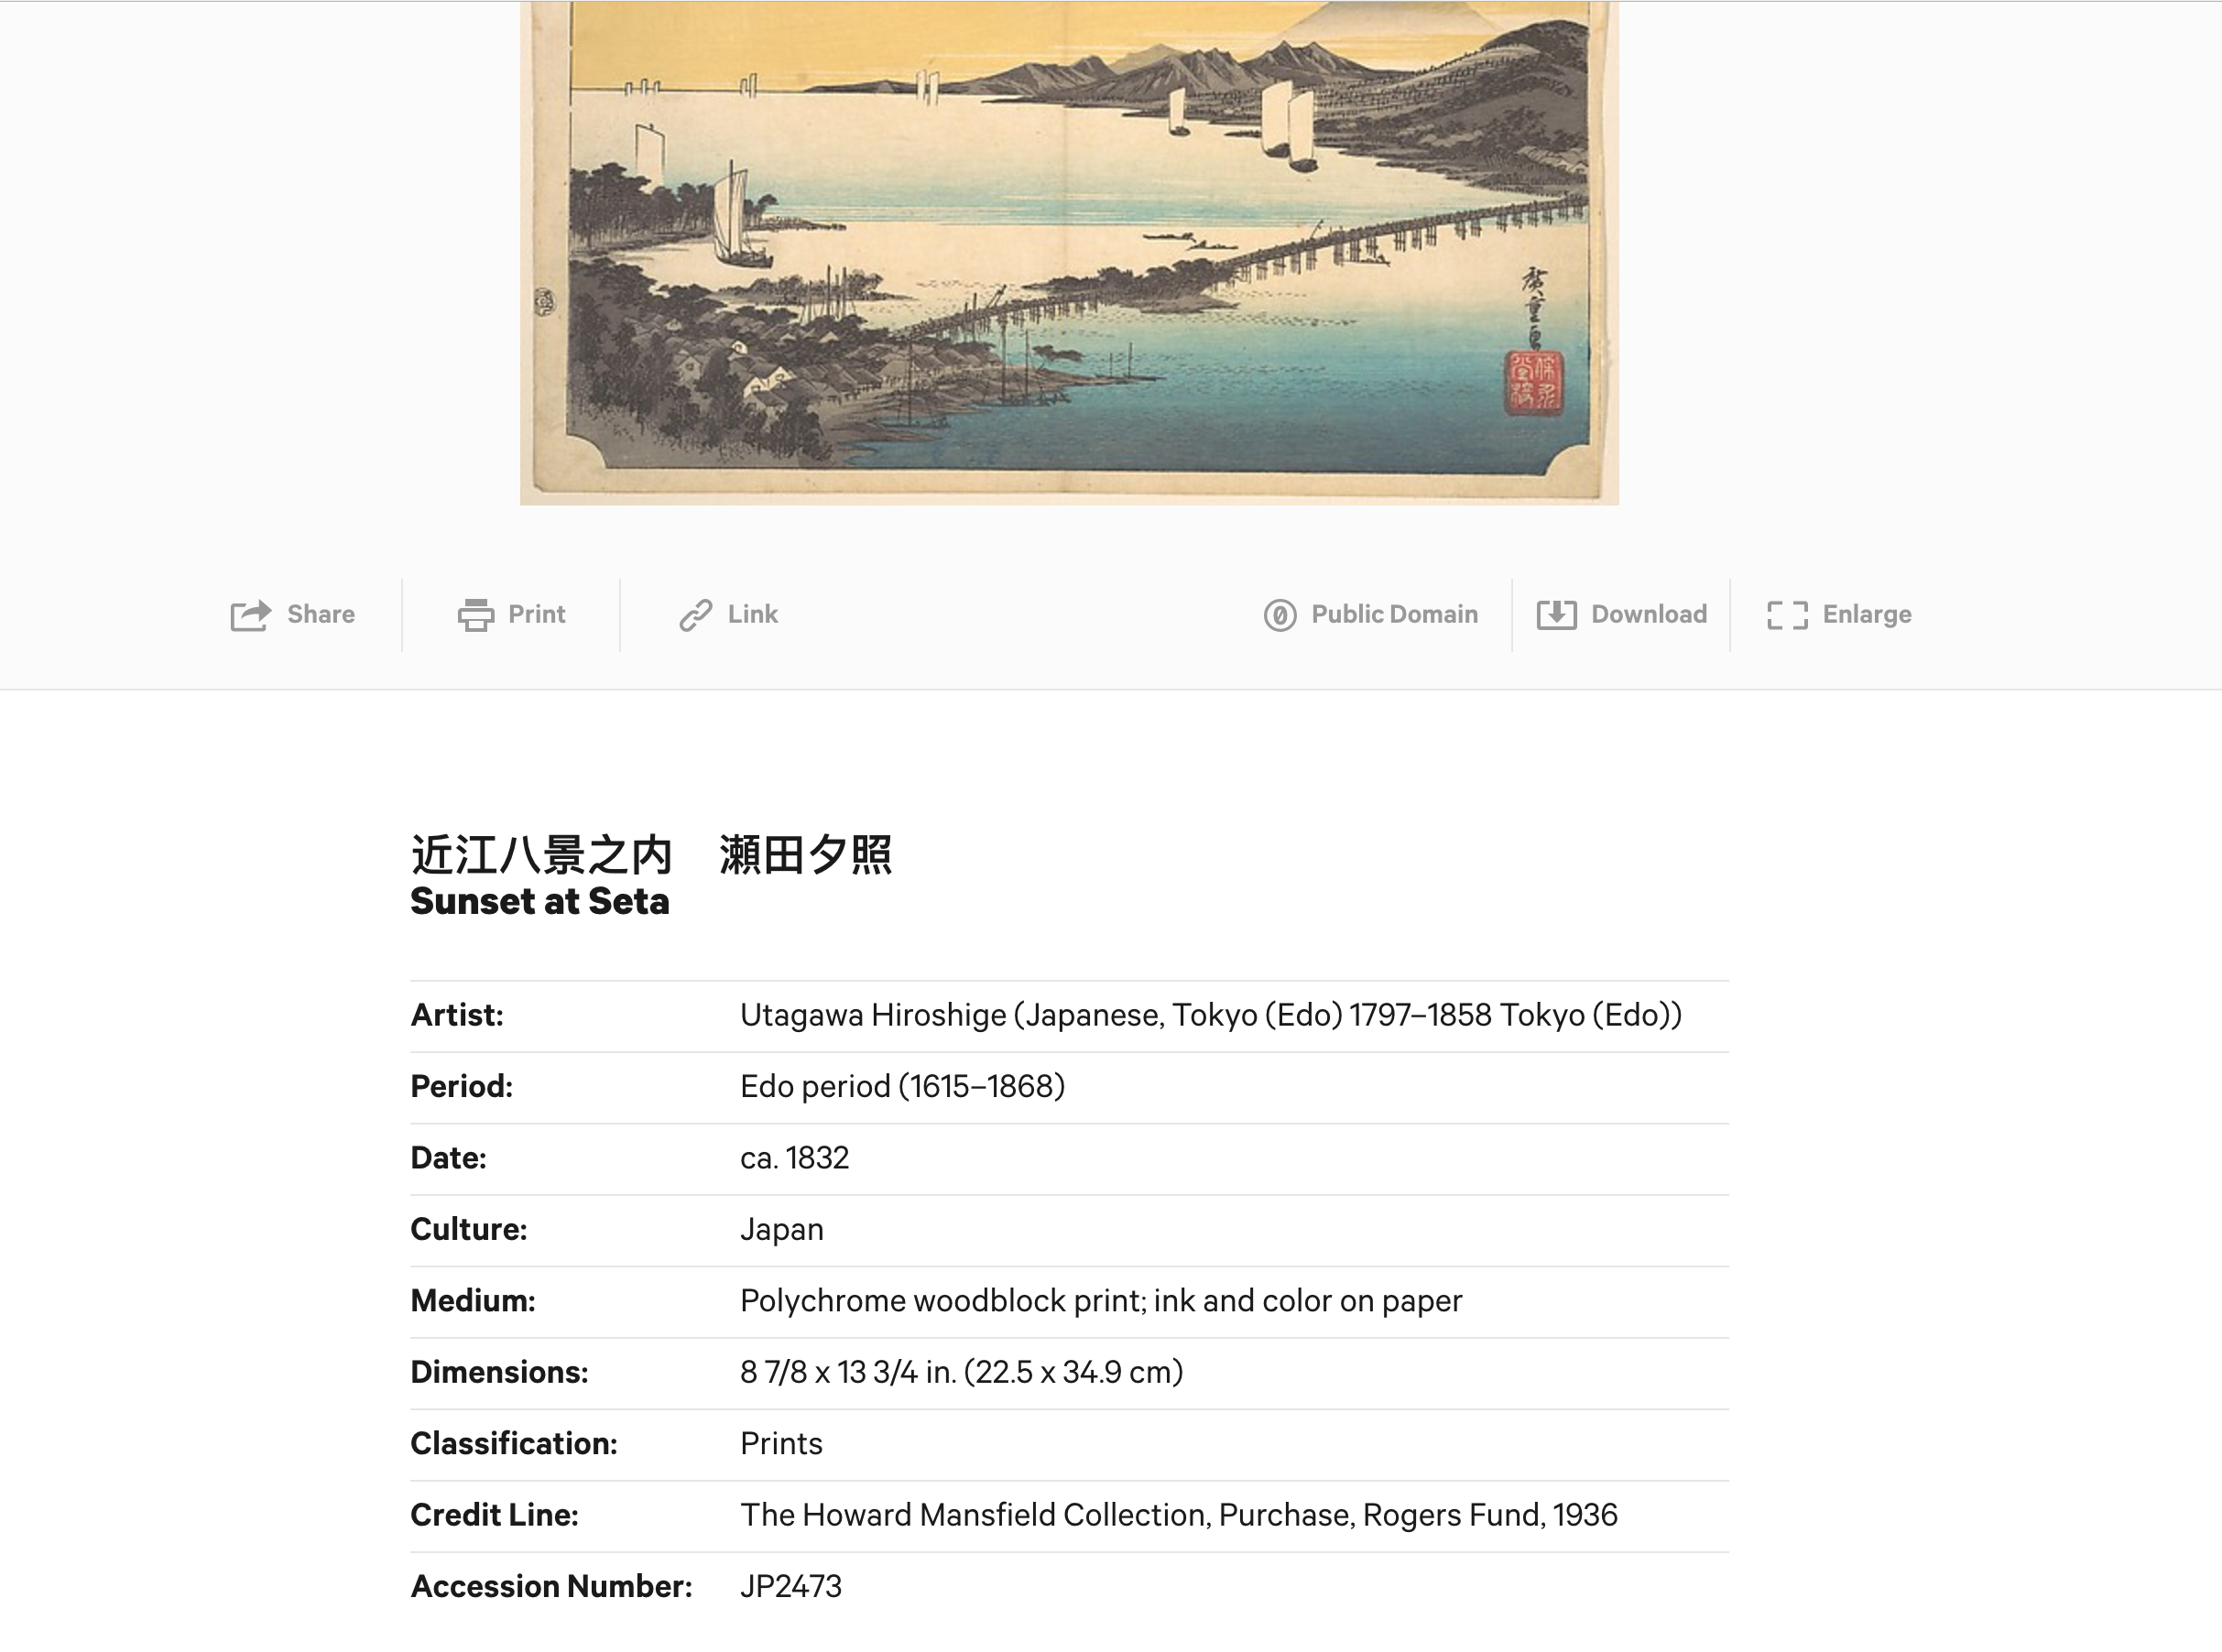 廣重画
保永堂 
Share
Print
Link
Public Domain
Download
Enlarge
近江八景之内　瀬田夕照
Sunset at Seta
Artist: Utagawa Hiroshige (Japanese, Tokyo (Edo) 1797–1858 Tokyo (Edo))
Period: Edo period (1615–1868)
Date: ca. 1832
Culture: Japan
Medium: Polychrome woodblock print; ink and color on paper
Dimensions: 8 7/8 x 13 3/4 in. (22.5 x 34.9 cm)
Classification: Prints
Credit Line: The Howard Mansfield Collection, Purchase, Rogers Fund, 1936
Accession Number: JP2473